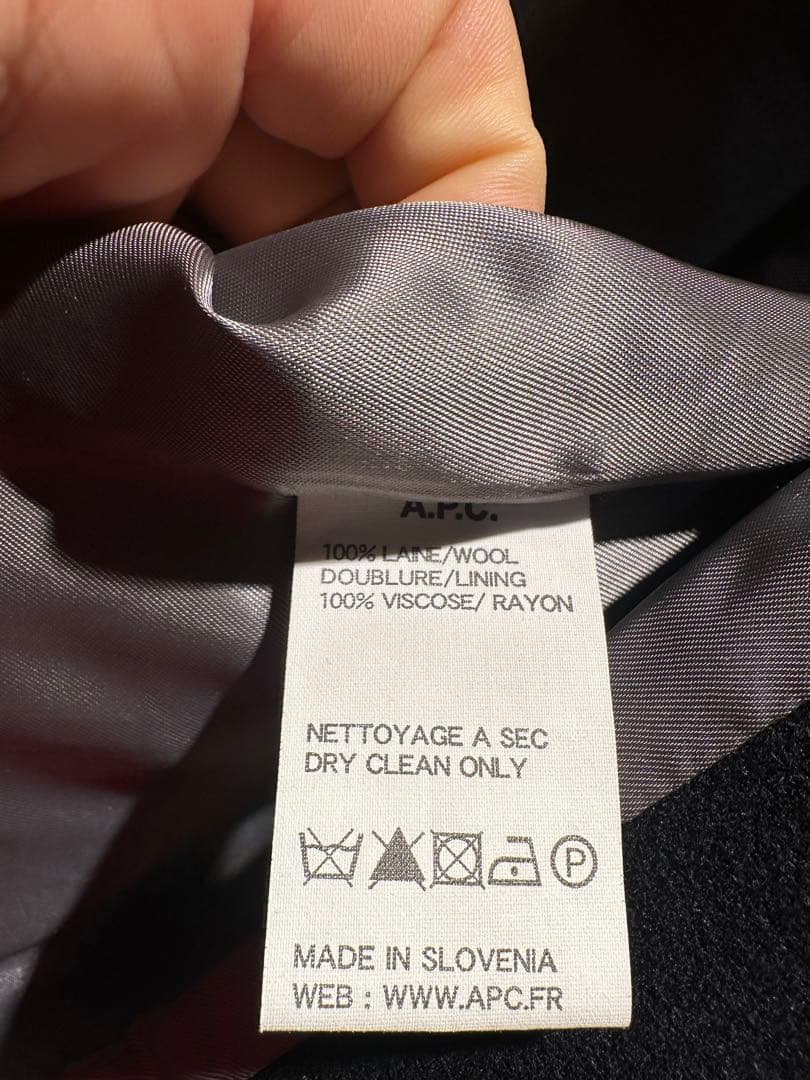 A.P.C.
100% LAINE/WOOL
DOUBLURE/LINING
100% VISCOSE/ RAYON
NETTOYAGE A SEC
DRY CLEAN ONLY
P
MADE IN SLOVENIA
WEB : WWW.APC.FR